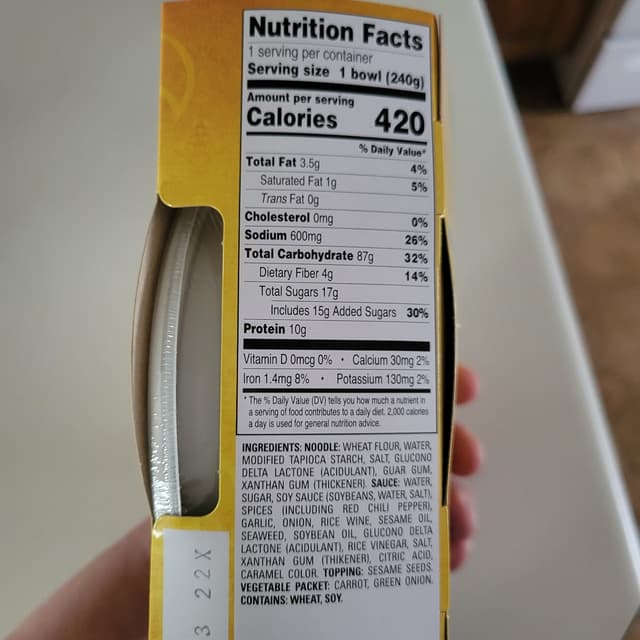 Nutrition Facts
1 serving per container
Serving size 1 bowl (240g)
Amount per serving
Calories 420
% Daily Value*
Total Fat 3.5g 4%
Saturated Fat 1g 5%
Trans Fat 0g
Cholesterol 0mg 0%
Sodium 600mg 26%
Total Carbohydrate 87g 32%
Dietary Fiber 4g 14%
Total Sugars 17g
Includes 15g Added Sugars 30%
Protein 10g
Vitamin D 0mcg 0% • Calcium 30mg 2%
Iron 1.4mg 8% • Potassium 130mg 2%
* The % Daily Value (DV) tells you how much a nutrient in
a serving of food contributes to a daily diet. 2,000 calories
a day is used for general nutrition advice.
INGREDIENTS: NOODLE: WHEAT FLOUR, WATER,
MODIFIED TAPIOCA STARCH, SALT, GLUCONO
DELTA LACTONE (ACIDULANT), GUAR GUM,
XANTHAN GUM (THICKENER). SAUCE: WATER,
SUGAR, SOY SAUCE (SOYBEANS, WATER, SALT),
SPICES (INCLUDING RED CHILI PEPPER),
GARLIC, ONION, RICE WINE, SESAME OIL,
SEAWEED, SOYBEAN OIL, GLUCONO DELTA
LACTONE (ACIDULANT), RICE VINEGAR, SALT,
XANTHAN GUM (THIKENER), CITRIC ACID,
CARAMEL COLOR. TOPPING: SESAME SEEDS.
VEGETABLE PACKET: CARROT, GREEN ONION.
CONTAINS: WHEAT, SOY.
3 22X